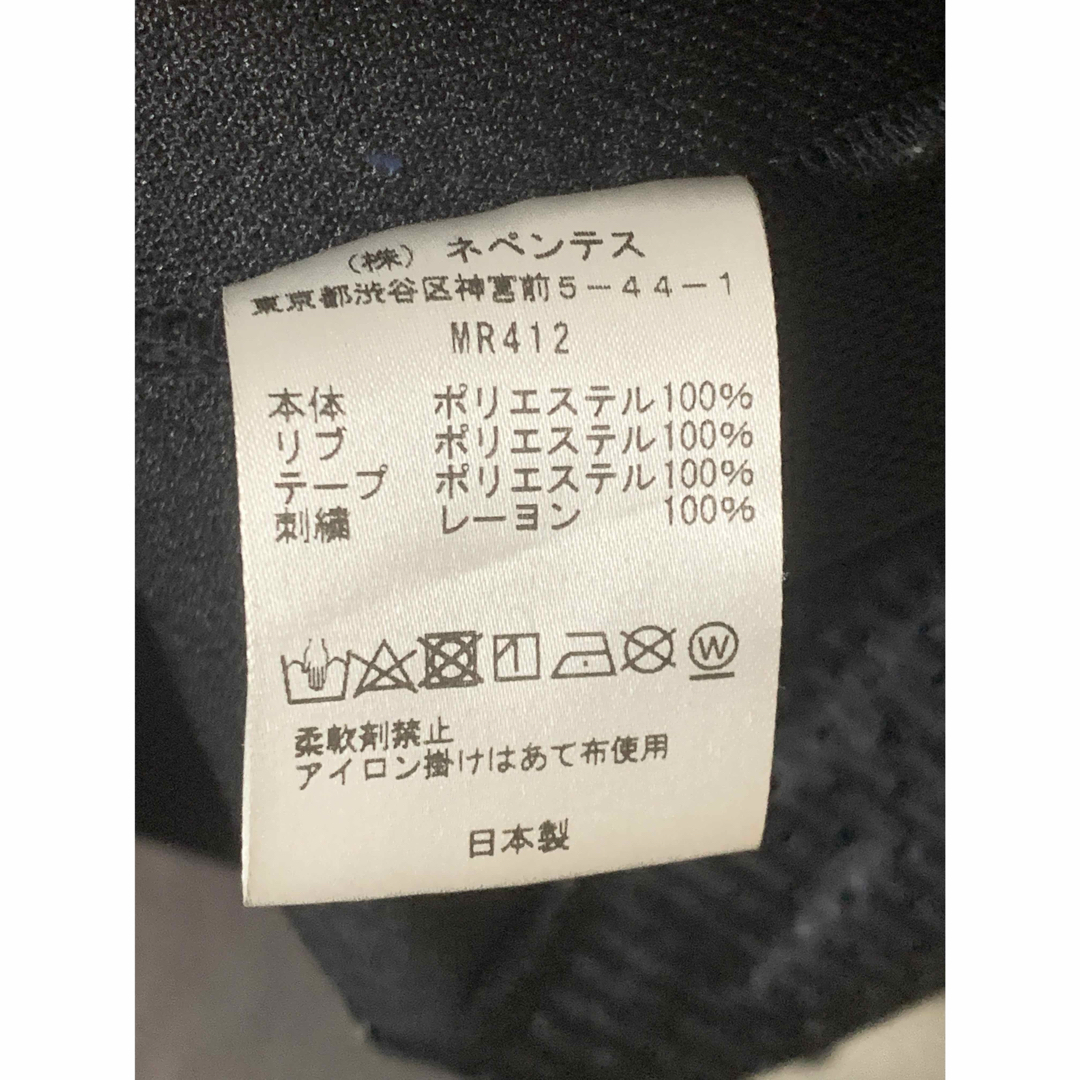 （株）ネペンテス
東京都渋谷区神宮前5-44-1
MR412
本体 ポリエステル100%
リブ ポリエステル100%
テープ ポリエステル100%
刺繍 レーヨン 100%
W
柔軟剤禁止
アイロン掛けはあて布使用
日本製